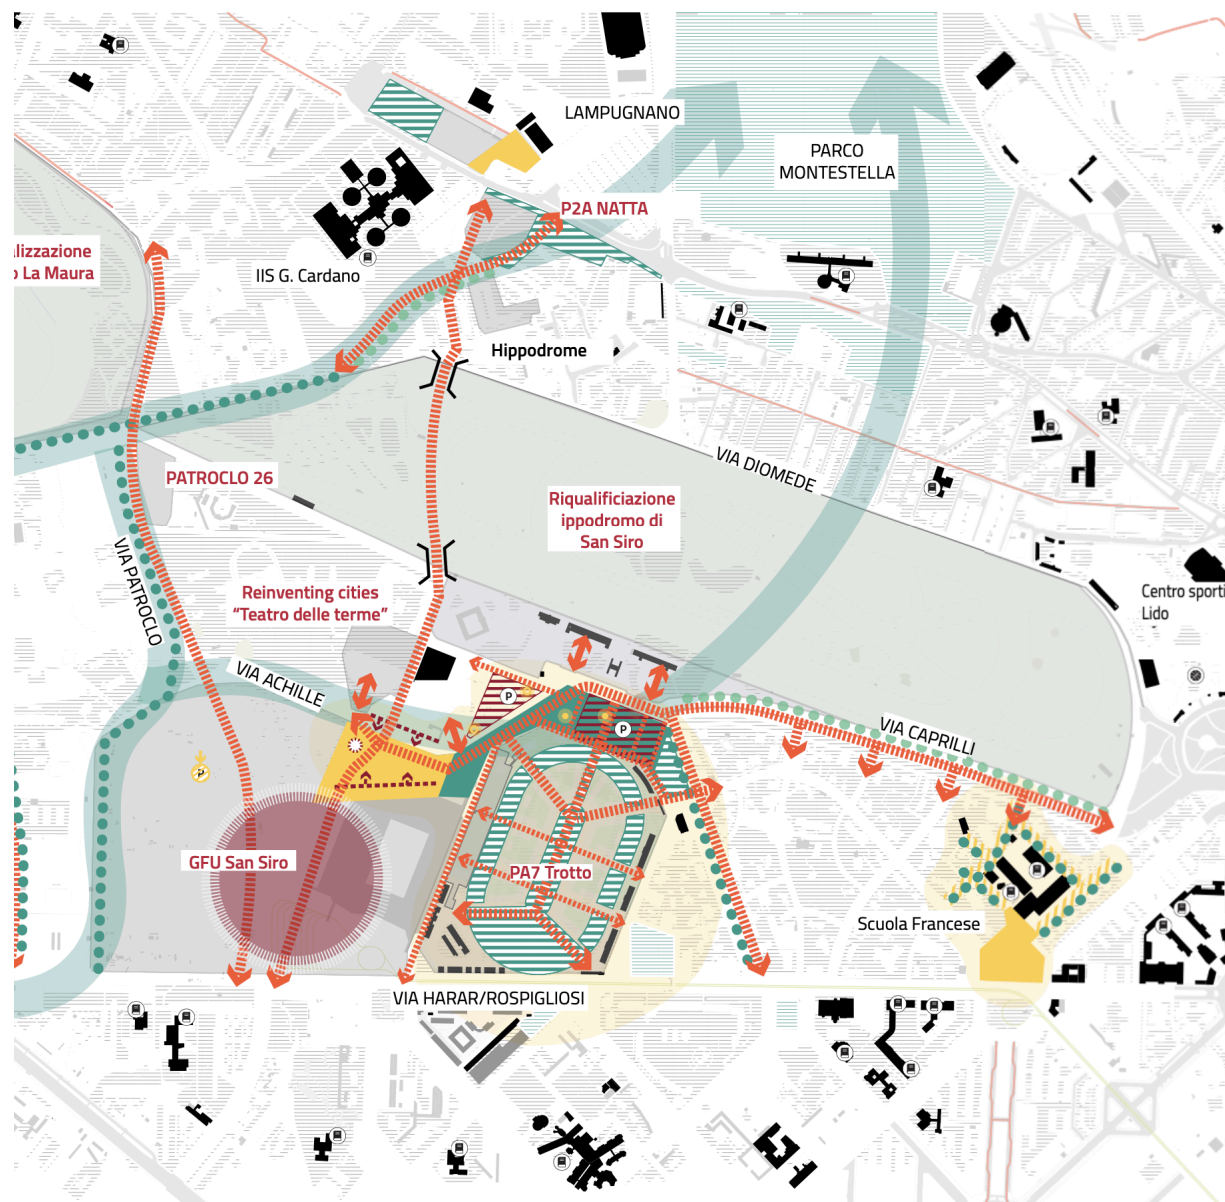 LAMPUGNANO
PARCO
MONTESTELLA
P2A NATTA
alizzazione
o La Maura
IIS G. Cardano
Hippodrome
VIA DIOMEDE
PATROCLO 26
Riqualificiazione
ippodromo di
San Siro
VIA PATROCLO
Reinventing cities
“Teatro delle terme”
Centro sporti
Lido
VIA ACHILLE
P
P
VIA CAPRILLI
P
GFU San Siro
PA7 Trotto
Scuola Francese
VIA HARAR/ROSPIGLIOSI